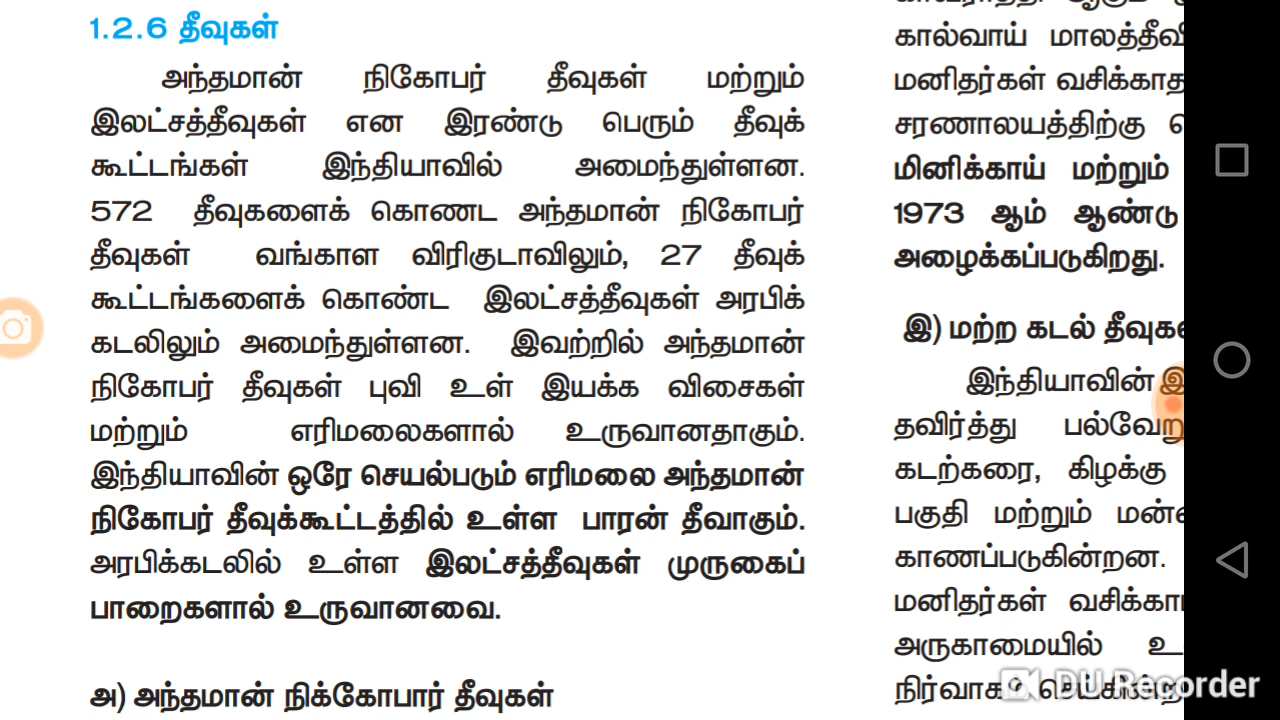 1.2.6 தீவுகள்
அந்தமான் நிகோபர் தீவுகள் மற்றும்
இலட்சத்தீவுகள் என இரண்டு பெரும் தீவுக்
கூட்டங்கள் இந்தியாவில் அமைந்துள்ளன.
572 தீவுகளைக் கொணட அந்தமான் நிகோபர்
தீவுகள் வங்காள விரிகுடாவிலும், 27 தீவுக்
கூட்டங்களைக் கொண்ட இலட்சத்தீவுகள் அரபிக்
கடலிலும் அமைந்துள்ளன. இவற்றில் அந்தமான்
நிகோபர் தீவுகள் புவி உள் இயக்க விசைகள்
மற்றும் எரிமலைகளால் உருவானதாகும்.
இந்தியாவின் ஒரே செயல்படும் எரிமலை அந்தமான்
நிகோபர் தீவுக்கூட்டத்தில் உள்ள பாரன் தீவாகும்.
அரபிக்கடலில் உள்ள இலட்சத்தீவுகள் முருகைப்
பாறைகளால் உருவானவை.
அ) அந்தமான் நிக்கோபார் தீவுகள்
கால்வாய்
மனிதர்கள் வசிக்காத
சரணாலயத்திற்கு
மினிக்காய் மற்றும்
1973 ஆம் ஆண்டு
அழைக்கப்படுகிறது.
இ) மற்ற கடல்
இந்தியாவின்
தவிர்த்து
கடற்கரை, கிழக்கு
பகுதி மற்றும்
காணப்படுகின்றன.
மனிதர்கள்
அருகாமையில்
DU Recorder